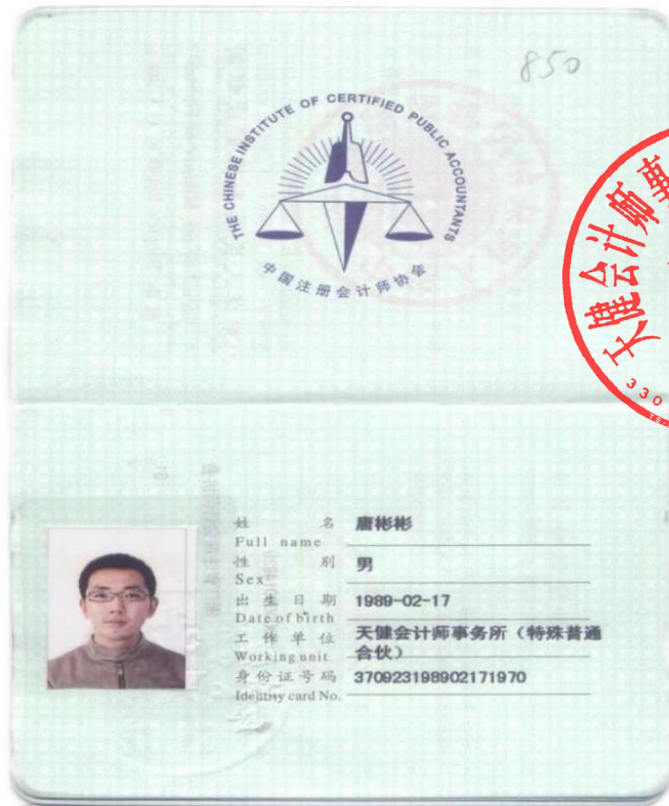 850
THE CHINESE INSTITUTE OF CERTIFIED PUBLIC ACCOUNTANTS
中国注册会计师协会
天健会计师事
330
姓 名 唐彬彬
Full name
性 别 男
Sex
出生日期 1989-02-17
Date of birth
工作单位 天健会计师事务所（特殊普通
Working unit 合伙）
身份证号码 370923198902171970
Identity card No.